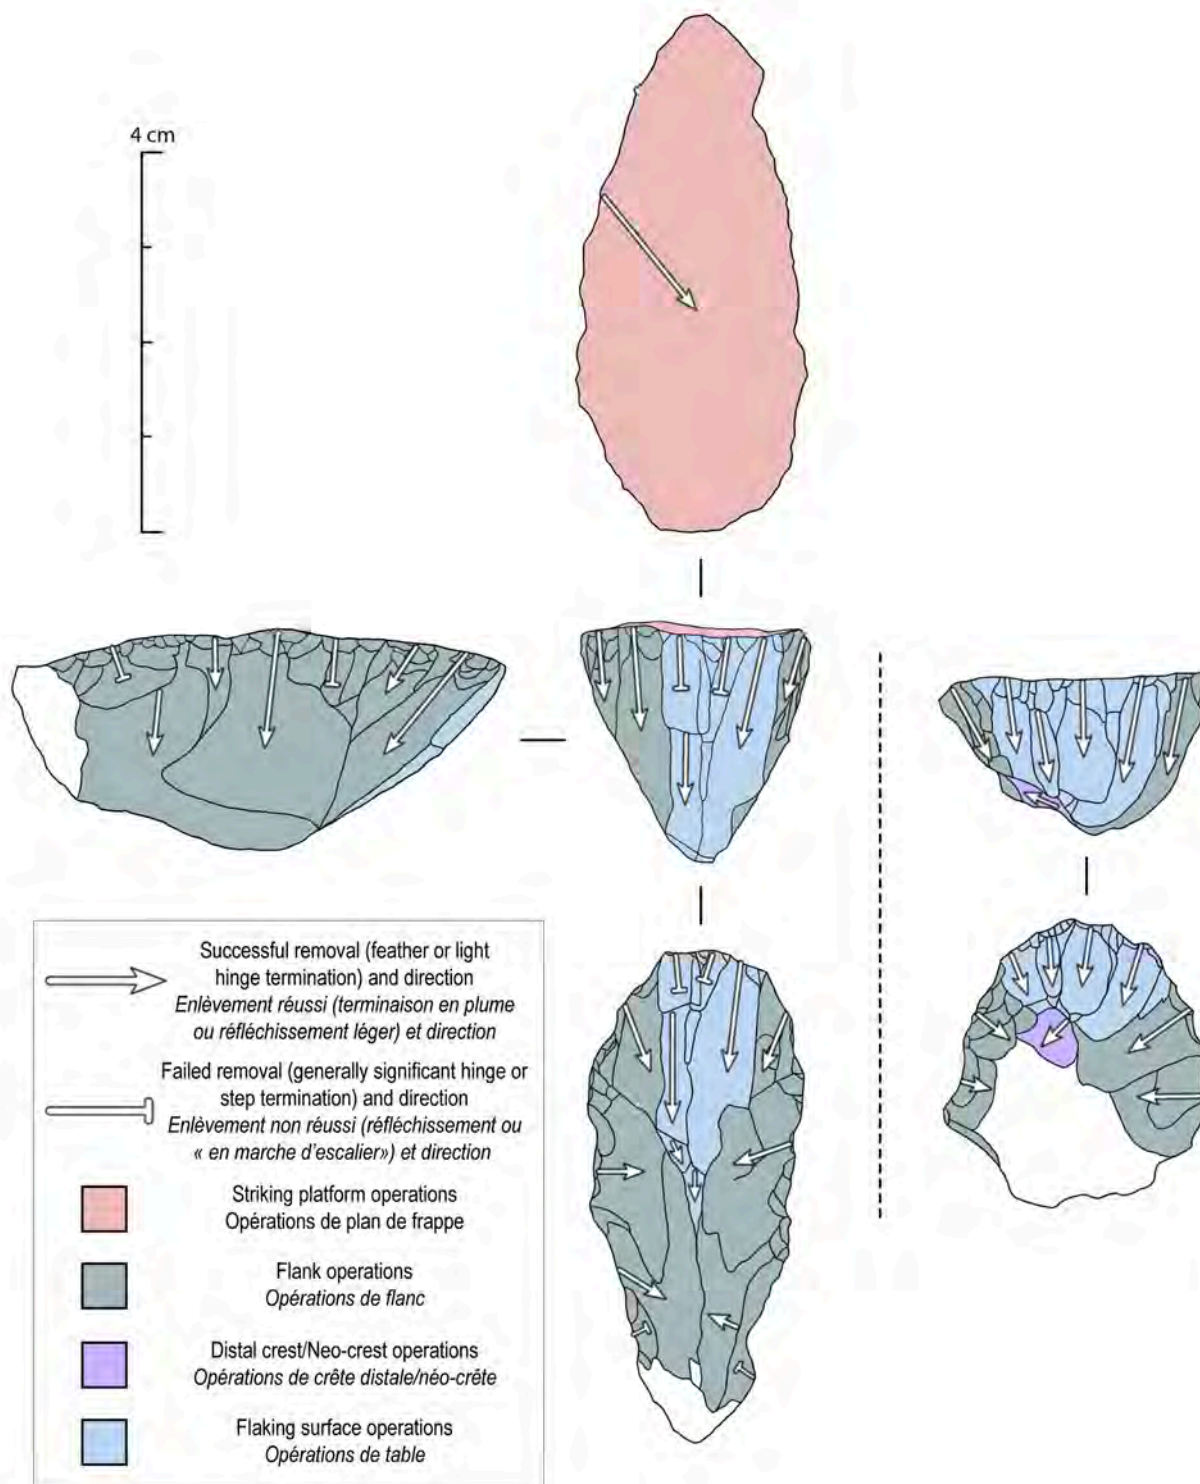 4 cm
Successful removal (feather or light
hinge termination) and direction
Enlèvement réussi (terminaison en plume
ou réfléchissement léger) et direction
Failed removal (generally significant hinge or
step termination) and direction
Enlèvement non réussi (réfléchissement ou
« en marche d'escalier») et direction
Striking platform operations
Opérations de plan de frappe
Flank operations
Opérations de flanc
Distal crest/Neo-crest operations
Opérations de crête distale/néo-crête
Flaking surface operations
Opérations de table